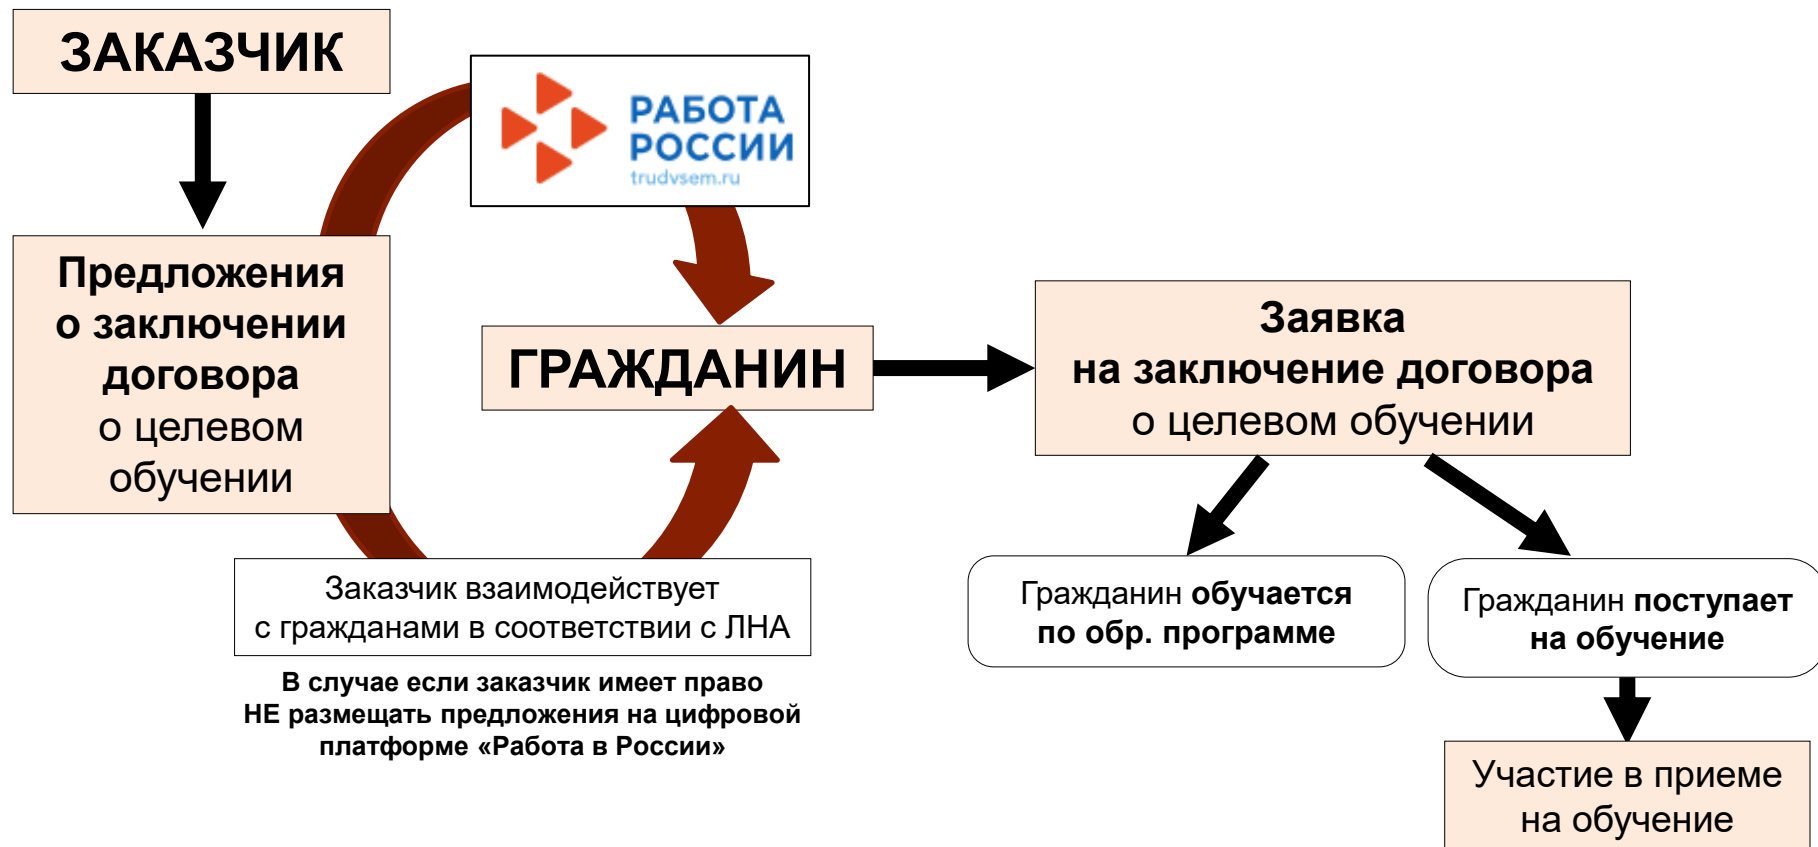 ЗАКАЗЧИК
РАБОТА
РОССИИ
trudvsem.ru
Предложения
о заключении
договора
о целевом
обучении
ГРАЖДАНИН
Заявка
на заключение договора
о целевом обучении
Заказчик взаимодействует
с гражданами в соответствии с ЛНА
В случае если заказчик имеет право
НЕ размещать предложения на цифровой
платформе «Работа в России»
Гражданин обучается
по обр. программе
Гражданин поступает
на обучение
Участие в приеме
на обучение